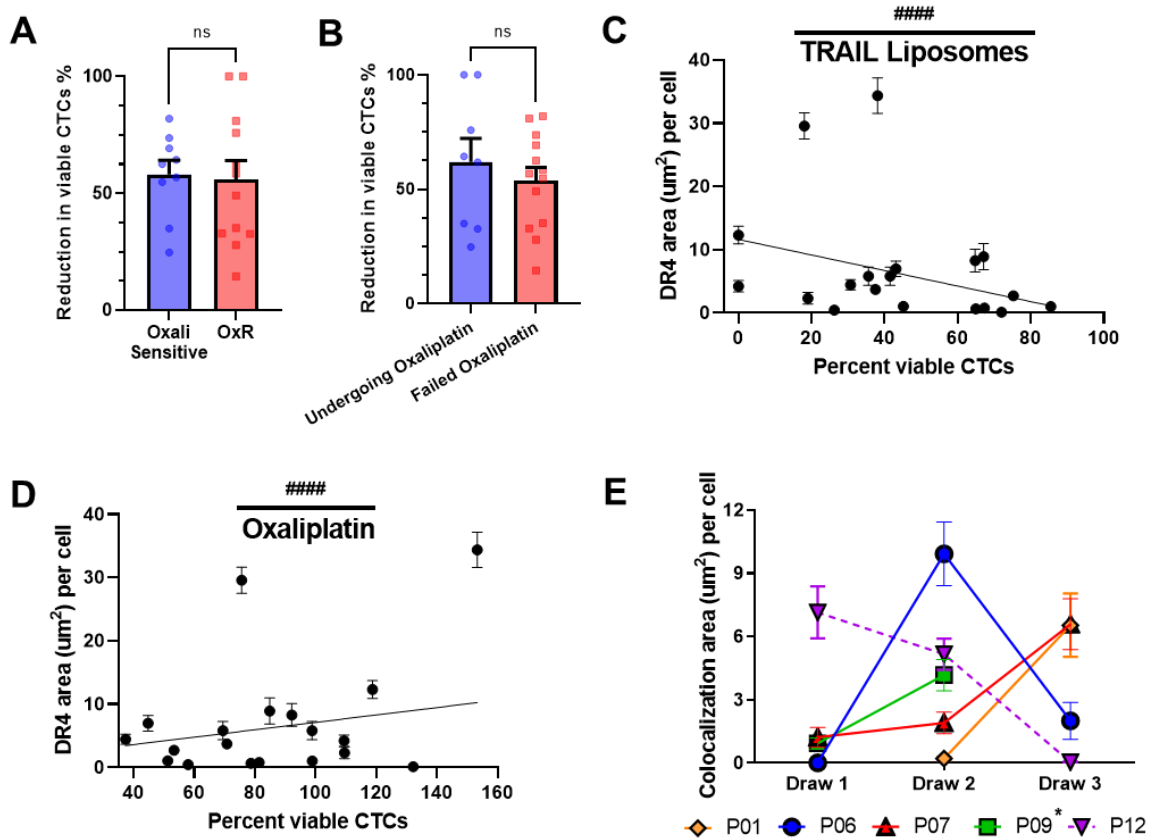 A
ns
Reduction in viable CTCs %
100
50
0
Oxali
Sensitive
OxR
B
ns
Reduction in viable CTCs %
100
50
0
Undergoing Oxaliplatin
Failed Oxaliplatin
C
####
TRAIL Liposomes
DR4 area (um²) per cell
40
30
20
10
0
0 20 40 60 80 100
Percent viable CTCs
D
####
Oxaliplatin
DR4 area (um²) per cell
40
30
20
10
0
40 60 80 100 120 140 160
Percent viable CTCs
E
Colocalization area (um²) per cell
12
9
6
3
0
Draw 1 Draw 2 Draw 3
P01 P06 P07 P09* P12